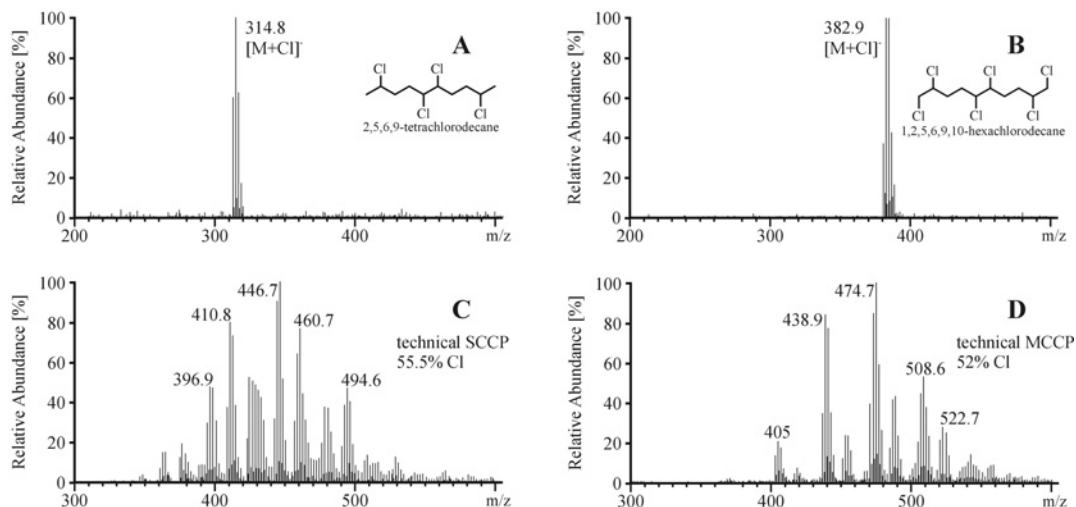 Relative Abundance [%]
100
80
60
40
20
0
200
300
400
m/z
314.8
[M+Cl]⁻
A
Cl
Cl
Cl
Cl
2,5,6,9-tetrachlorodecane
Relative Abundance [%]
100
80
60
40
20
0
200
300
400
m/z
382.9
[M+Cl]⁻
B
Cl
Cl
Cl
Cl
Cl
Cl
1,2,5,6,9,10-hexachlorodecane
Relative Abundance [%]
100
80
60
40
20
0
300
400
500
m/z
396.9
410.8
446.7
460.7
494.6
C
technical SCCP
55.5% Cl
Relative Abundance [%]
100
80
60
40
20
0
300
400
500
m/z
405
438.9
474.7
508.6
522.7
D
technical MCCP
52% Cl